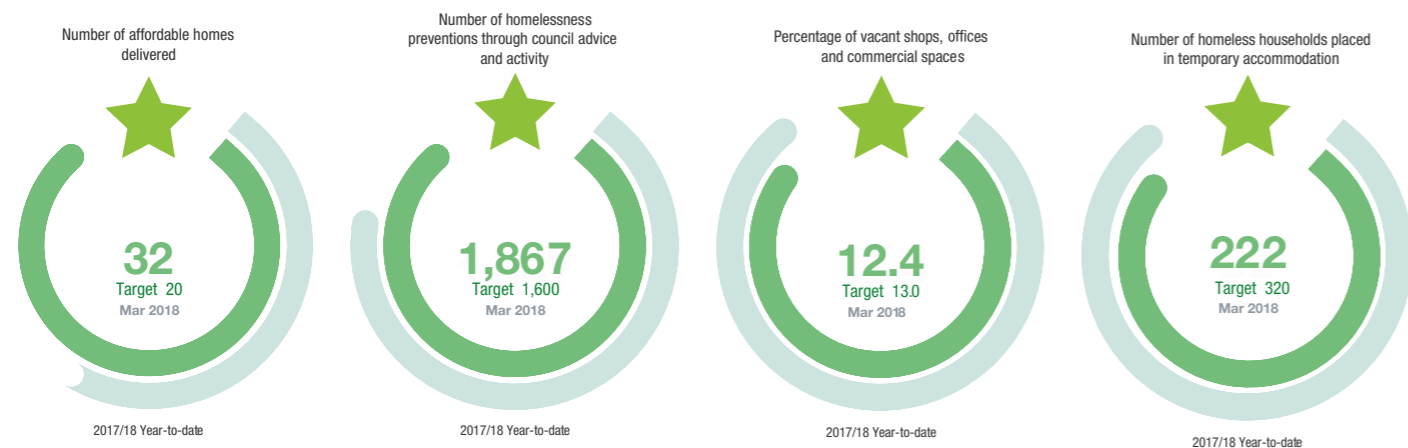 Number of affordable homes
delivered
32
Target 20
Mar 2018
2017/18 Year-to-date
Number of homelessness
preventions through council advice
and activity
1,867
Target 1,600
Mar 2018
2017/18 Year-to-date
Percentage of vacant shops, offices
and commercial spaces
12.4
Target 13.0
Mar 2018
2017/18 Year-to-date
Number of homeless households placed
in temporary accommodation
222
Target 320
Mar 2018
2017/18 Year-to-date